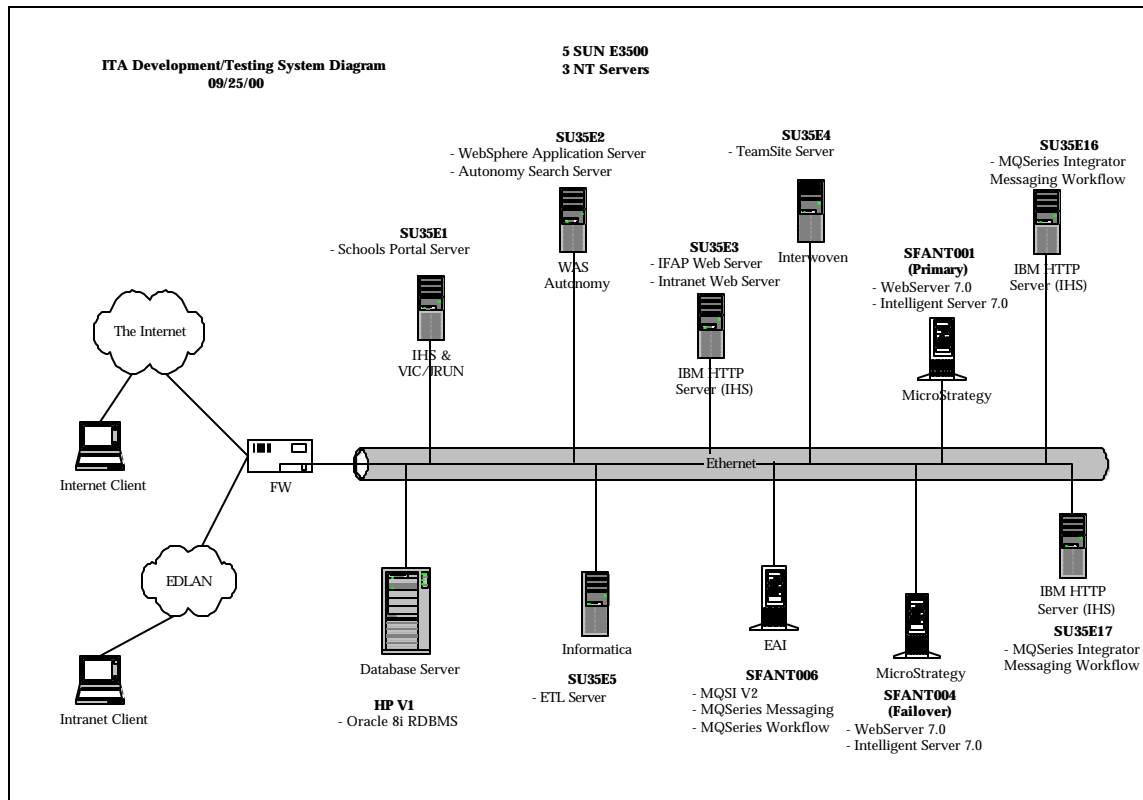 ITA Development/Testing System Diagram
09/25/00
5 SUN E3500
3 NT Servers
SU35E2
- WebSphere Application Server
- Autonomy Search Server
WAS
Autonomy
SU35E4
- TeamSite Server
Interwoven
SU35E16
- MQSeries Integrator
Messaging Workflow
IBM HTTP
Server (IHS)
SU35E1
- Schools Portal Server
IHS &
VIC/JRUN
SU35E3
- IFAP Web Server
- Intranet Web Server
IBM HTTP
Server (IHS)
SFANT001
(Primary)
- WebServer 7.0
- Intelligent Server 7.0
MicroStrategy
The Internet
Internet Client
FW
Ethernet
EDLAN
Intranet Client
Database Server
HP V1
- Oracle 8i RDBMS
Informatica
SU35E5
- ETL Server
EAI
SFANT006
- MQSI V2
- MQSeries Messaging
- MQSeries Workflow
MicroStrategy
SFANT004
(Failover)
- WebServer 7.0
- Intelligent Server 7.0
IBM HTTP
Server (IHS)
SU35E17
- MQSeries Integrator
Messaging Workflow